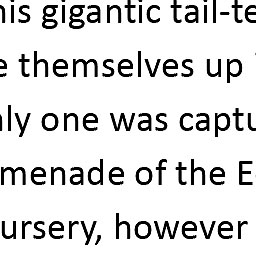 his gigantic tail-te
e themselves up
nly one was captu
menade of the E
ursery, however